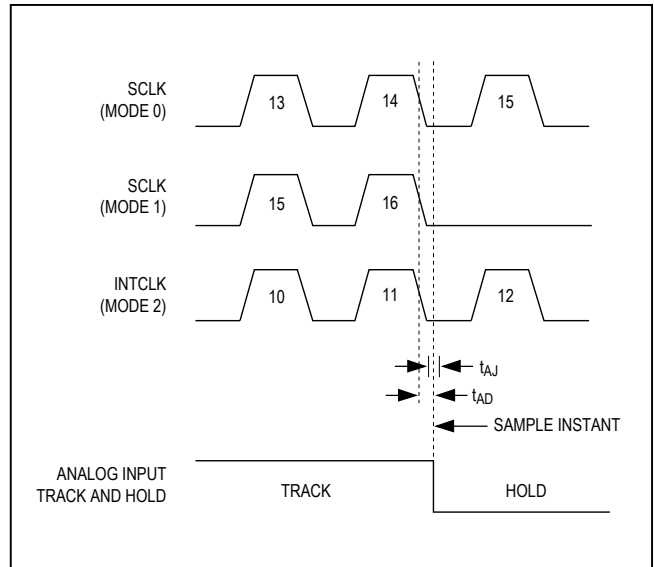 SCLK
(MODE 0)
13
14
15
SCLK
(MODE 1)
15
16
INTCLK
(MODE 2)
10
11
12
tAJ
tAD
SAMPLE INSTANT
ANALOG INPUT
TRACK AND HOLD
TRACK
HOLD